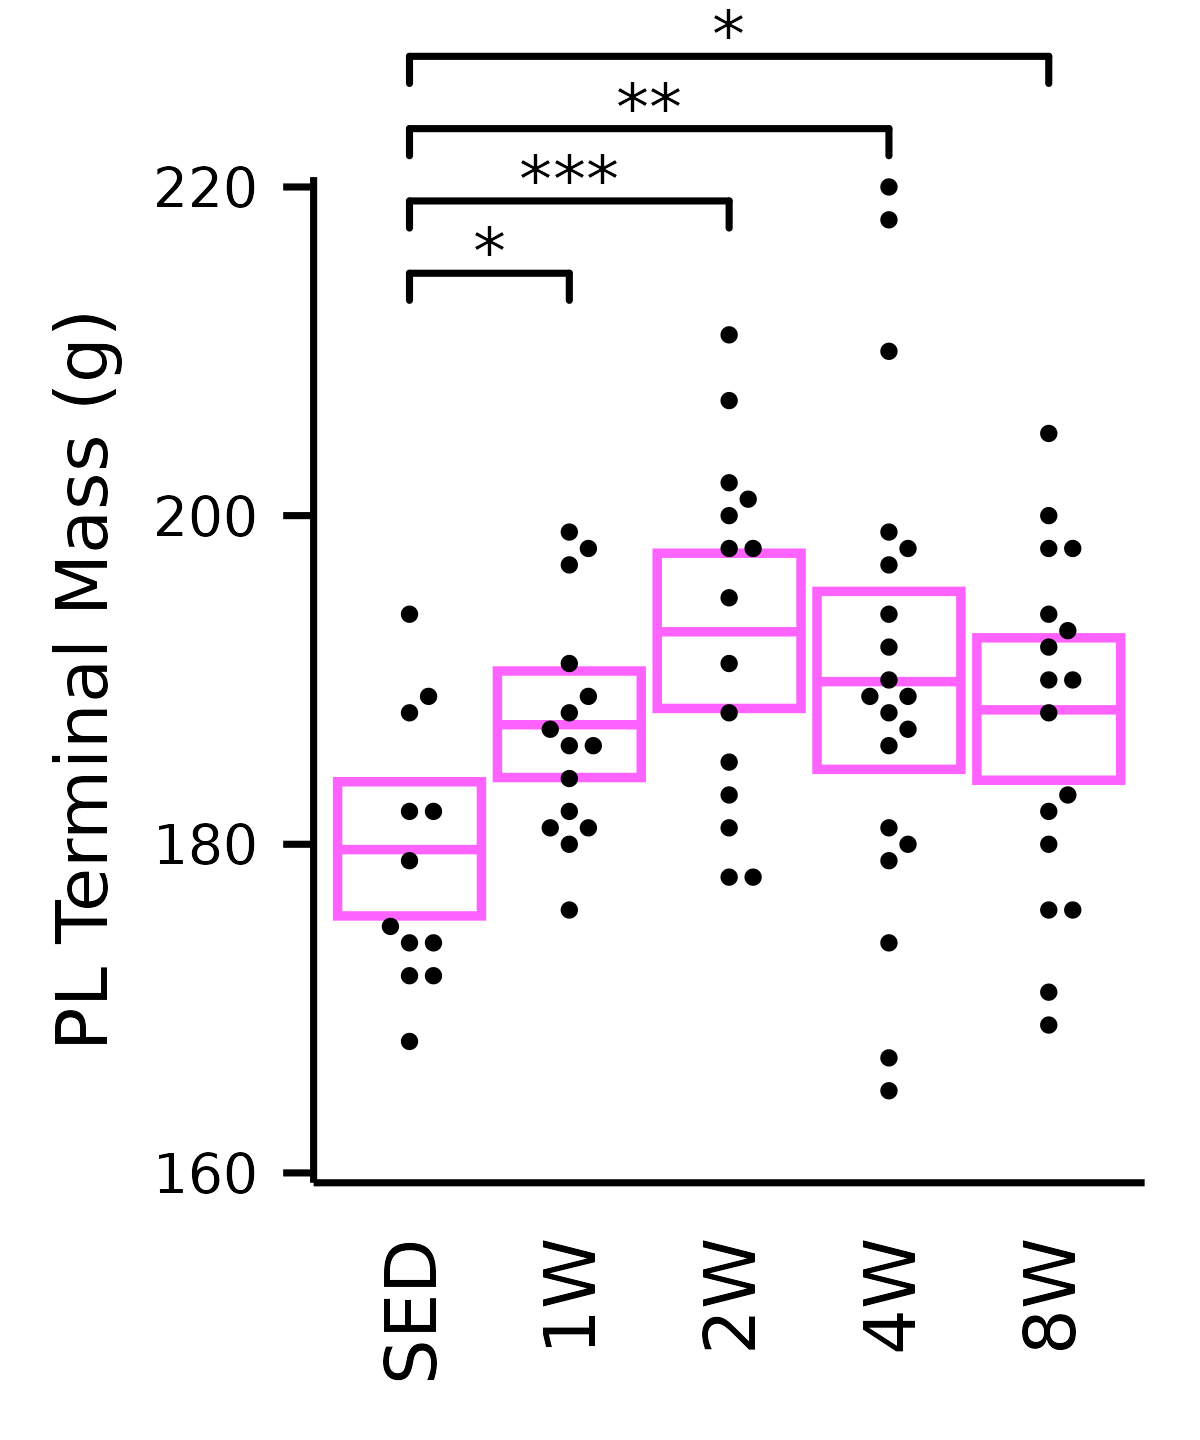 *
**
***
*
220
200
180
160
PL Terminal Mass (g)
SED
1W
2W
4W
8W